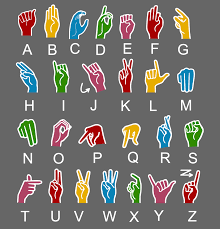 A B C D E F G
H I J K L M
N O P Q R S
T U V W X Y Z